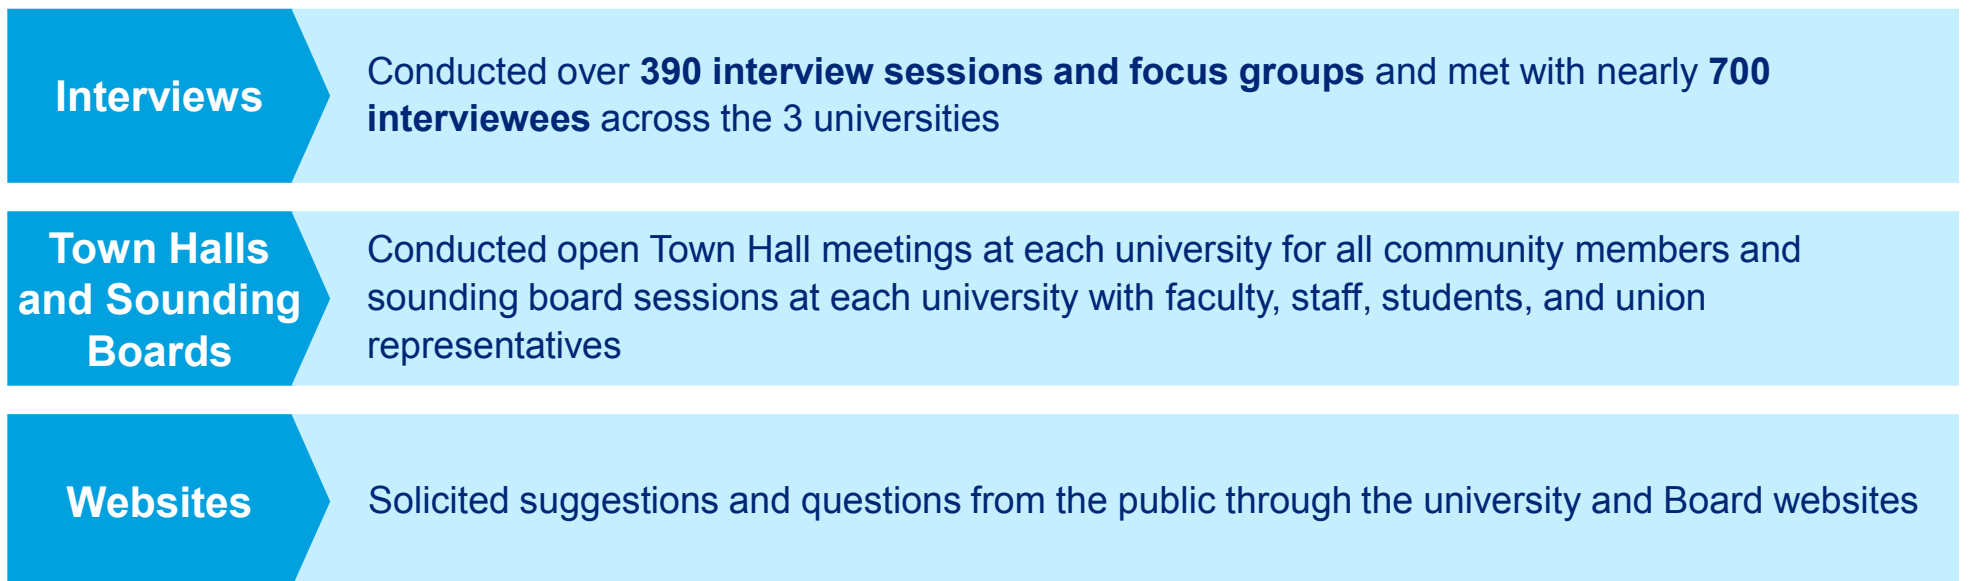 Interviews
Conducted over 390 interview sessions and focus groups and met with nearly 700
interviewees across the 3 universities
Town Halls
and Sounding
Boards
Conducted open Town Hall meetings at each university for all community members and
sounding board sessions at each university with faculty, staff, students, and union
representatives
Websites
Solicited suggestions and questions from the public through the university and Board websites